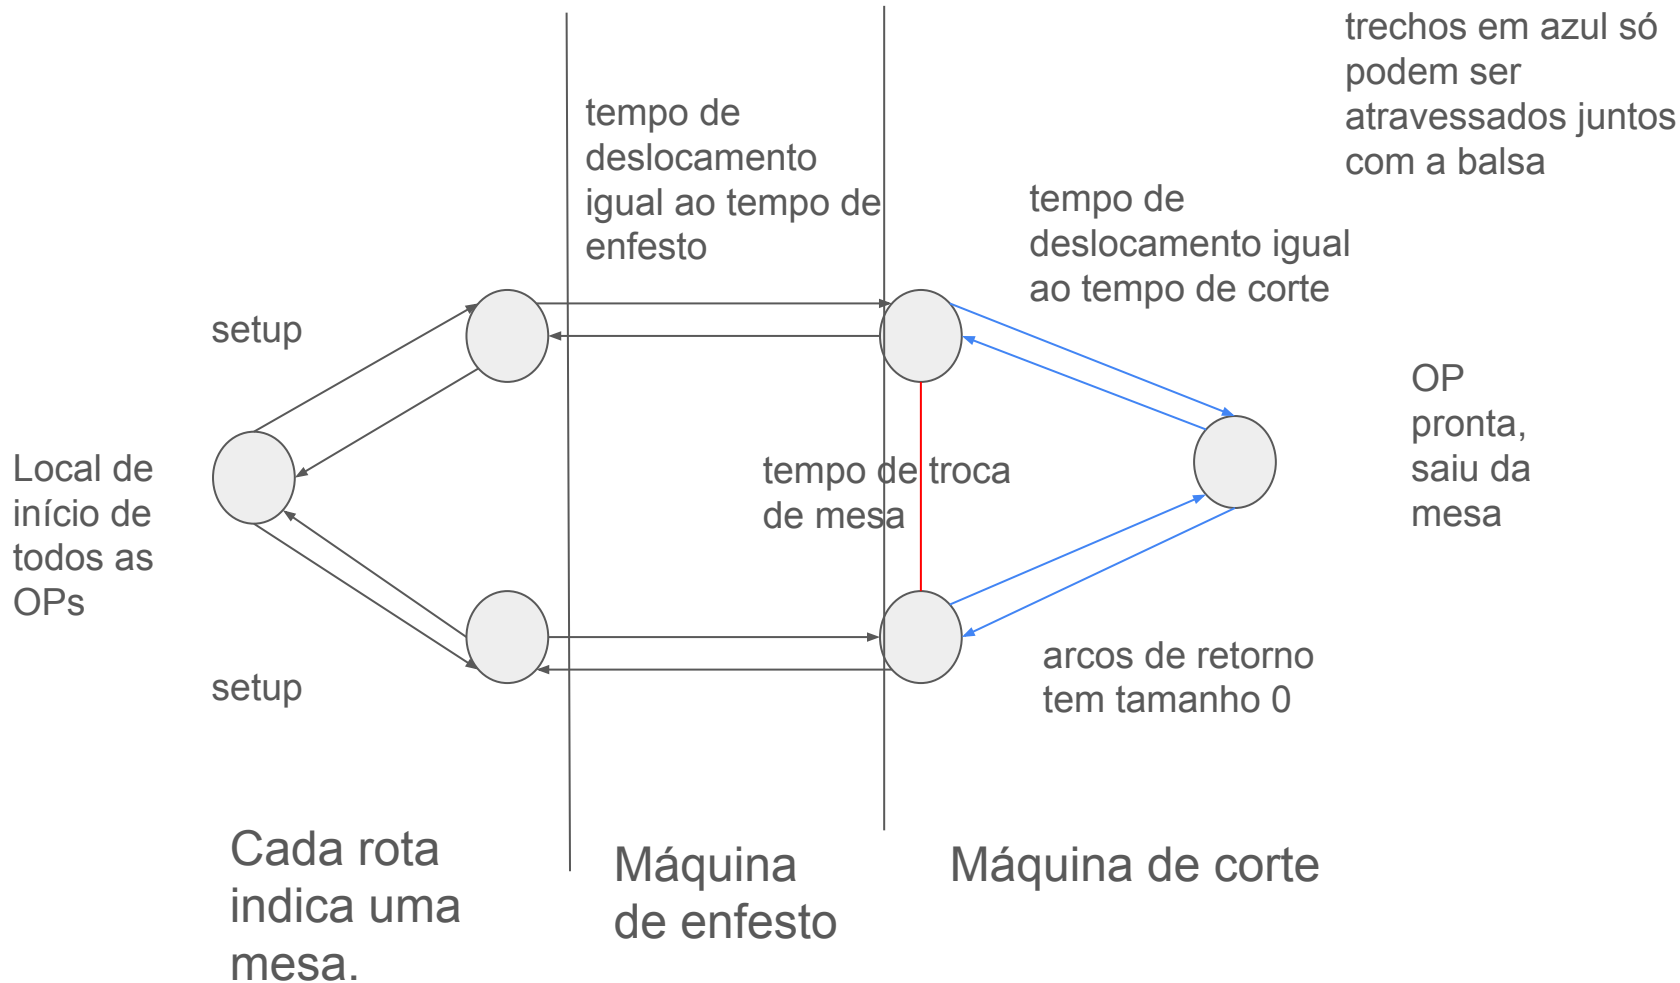 trechos em azul só
podem ser
atravessados juntos
com a balsa
tempo de
deslocamento
igual ao tempo de
enfesto
tempo de
deslocamento igual
ao tempo de corte
setup
OP
pronta,
saiu da
mesa
Local de
início de
todos as
OPs
tempo de troca
de mesa
setup
arcos de retorno
tem tamanho 0
Cada rota
indica uma
mesa.
Máquina
de enfesto
Máquina de corte